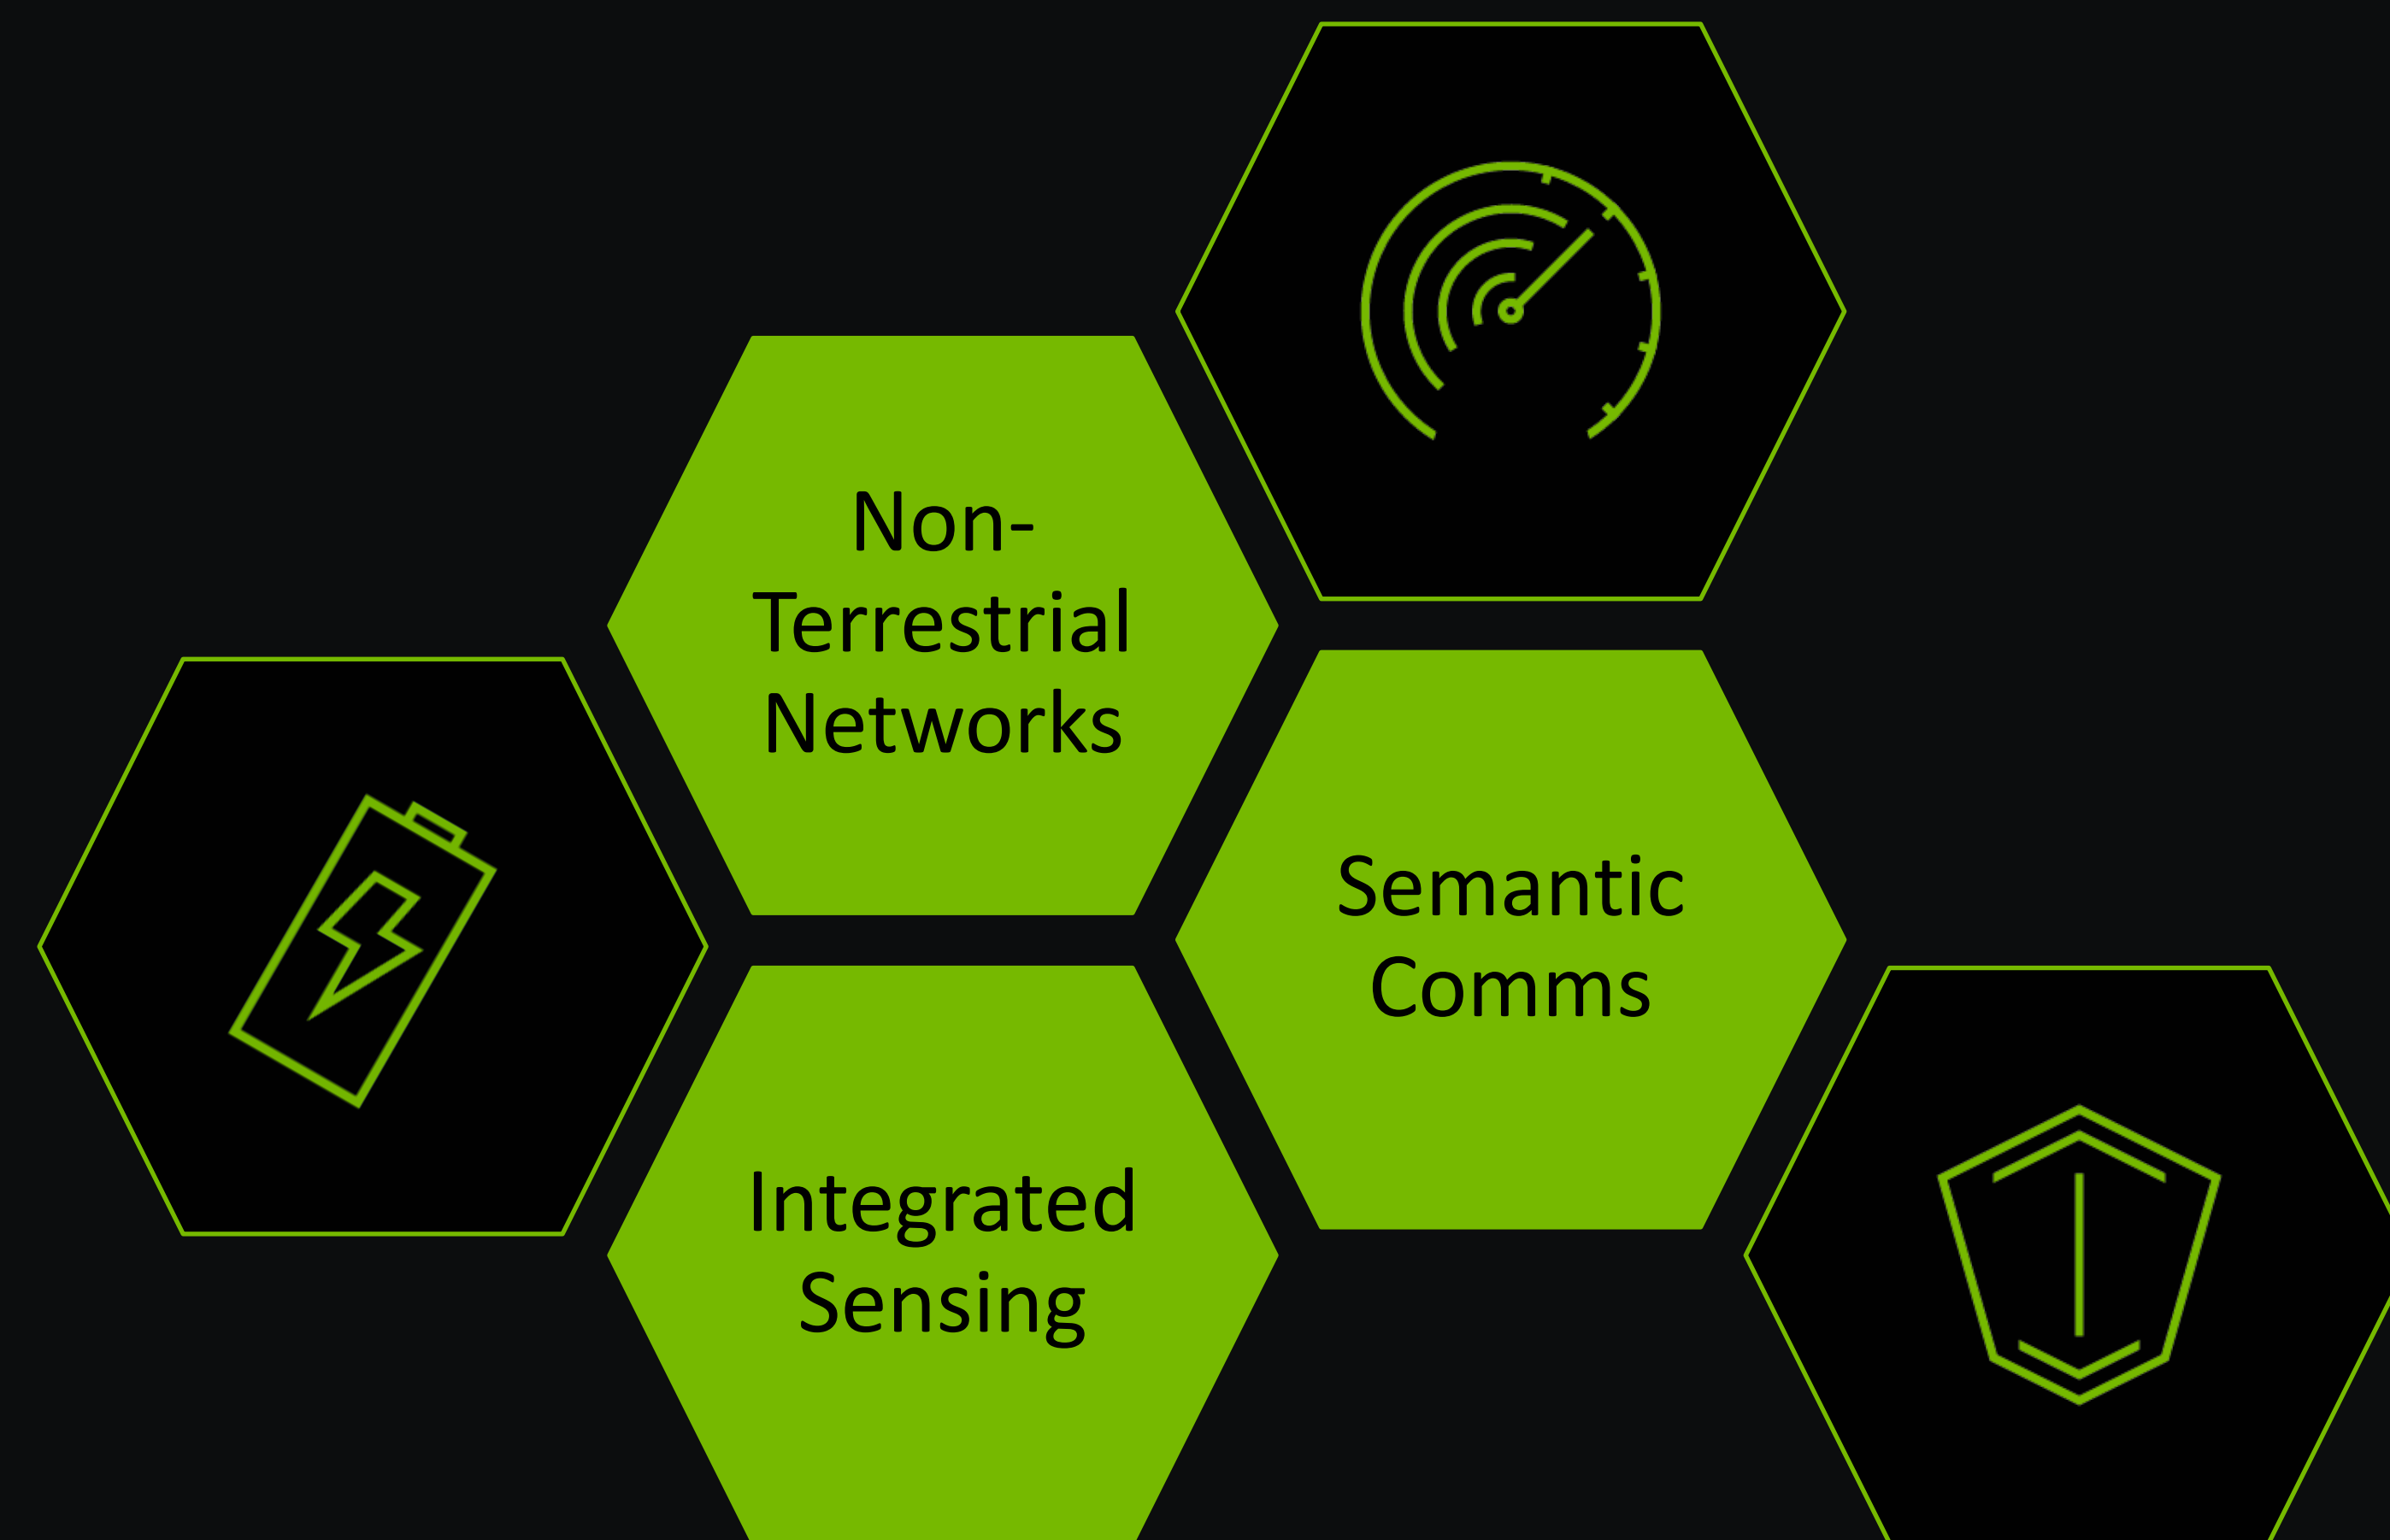 Non-
Terrestrial
Networks
Semantic
Comms
Integrated
Sensing